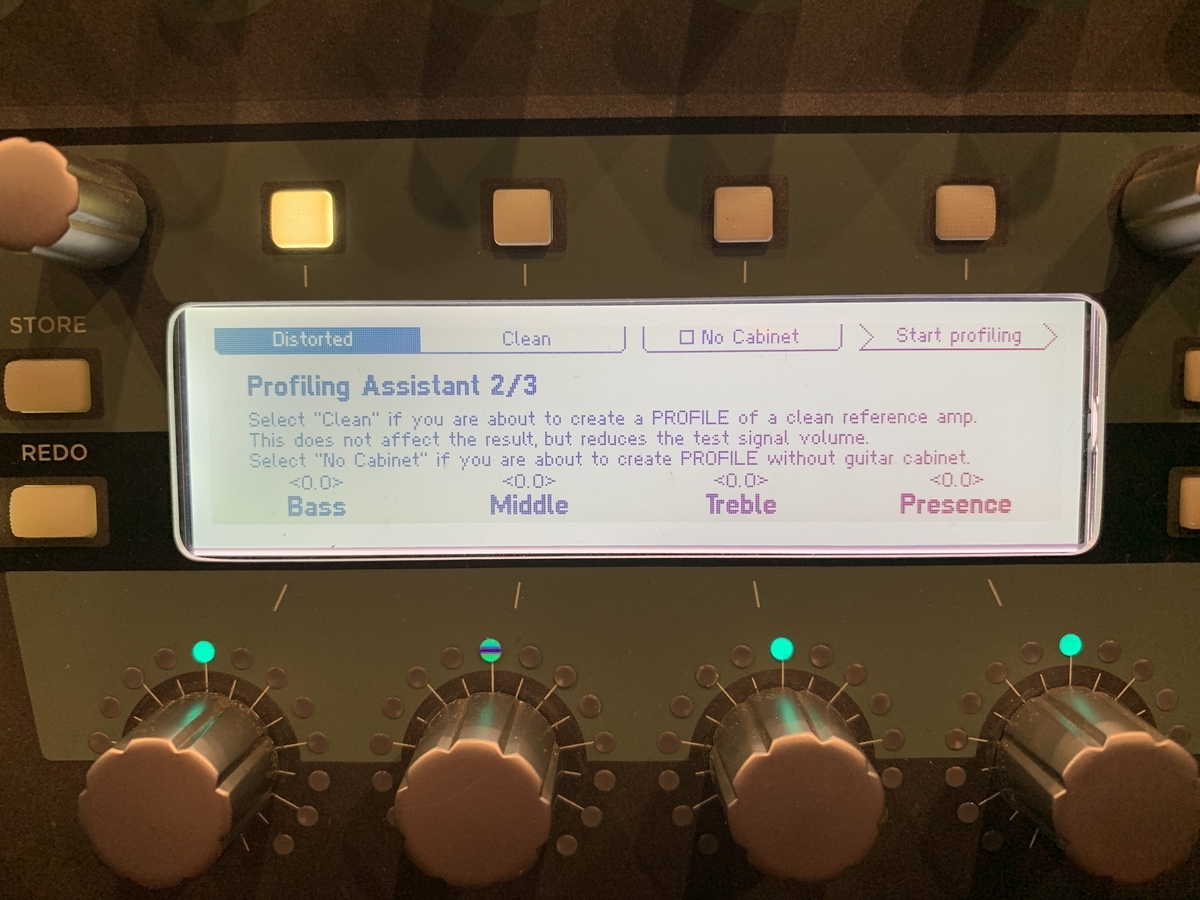 STORE
REDO
Distorted Clean No Cabinet Start profiling
Profiling Assistant 2/3
Select "Clean" if you are about to create a PROFILE of a clean reference amp.
This does not affect the result, but reduces the test signal volume.
Select "No Cabinet" if you are about to create PROFILE without guitar cabinet.
<0.0> <0.0> <0.0> <0.0>
Bass Middle Treble Presence